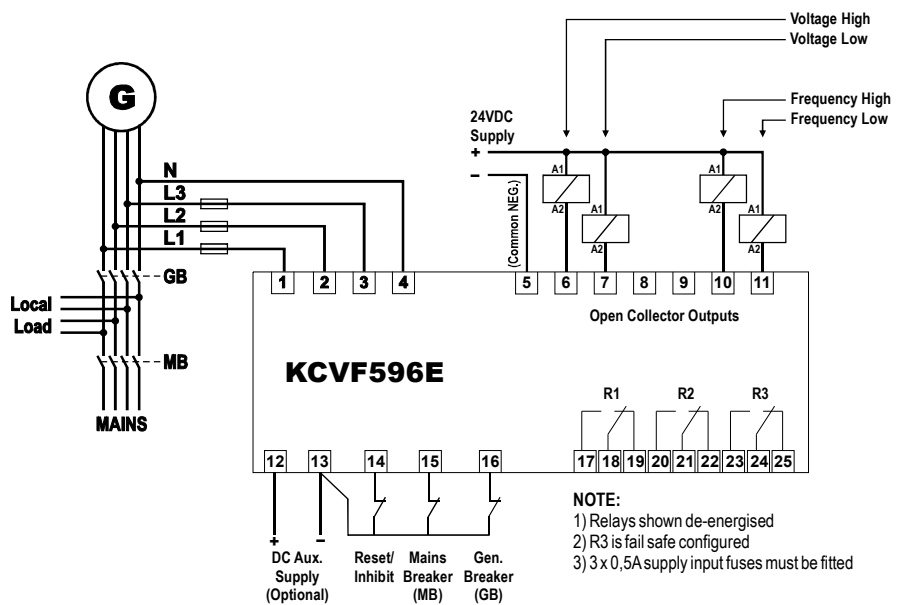 Voltage High
Voltage Low
Frequency High
Frequency Low
G
24VDC
Supply
+
–
(Common NEG.)
A1
A2
A1
A2
A1
A2
A1
A2
N
L3
L2
L1
GB
Local
Load
MB
MAINS
1 2 3 4 5 6 7 8 9 10 11
Open Collector Outputs
KCVF596E
R1 R2 R3
12 13 14 15 16 17 18 19 20 21 22 23 24 25
+ –
DC Aux.
Supply
(Optional)
Reset/
Inhibit
Mains
Breaker
(MB)
Gen.
Breaker
(GB)
NOTE:
1) Relays shown de-energised
2) R3 is fail safe configured
3) 3 x 0,5A supply input fuses must be fitted